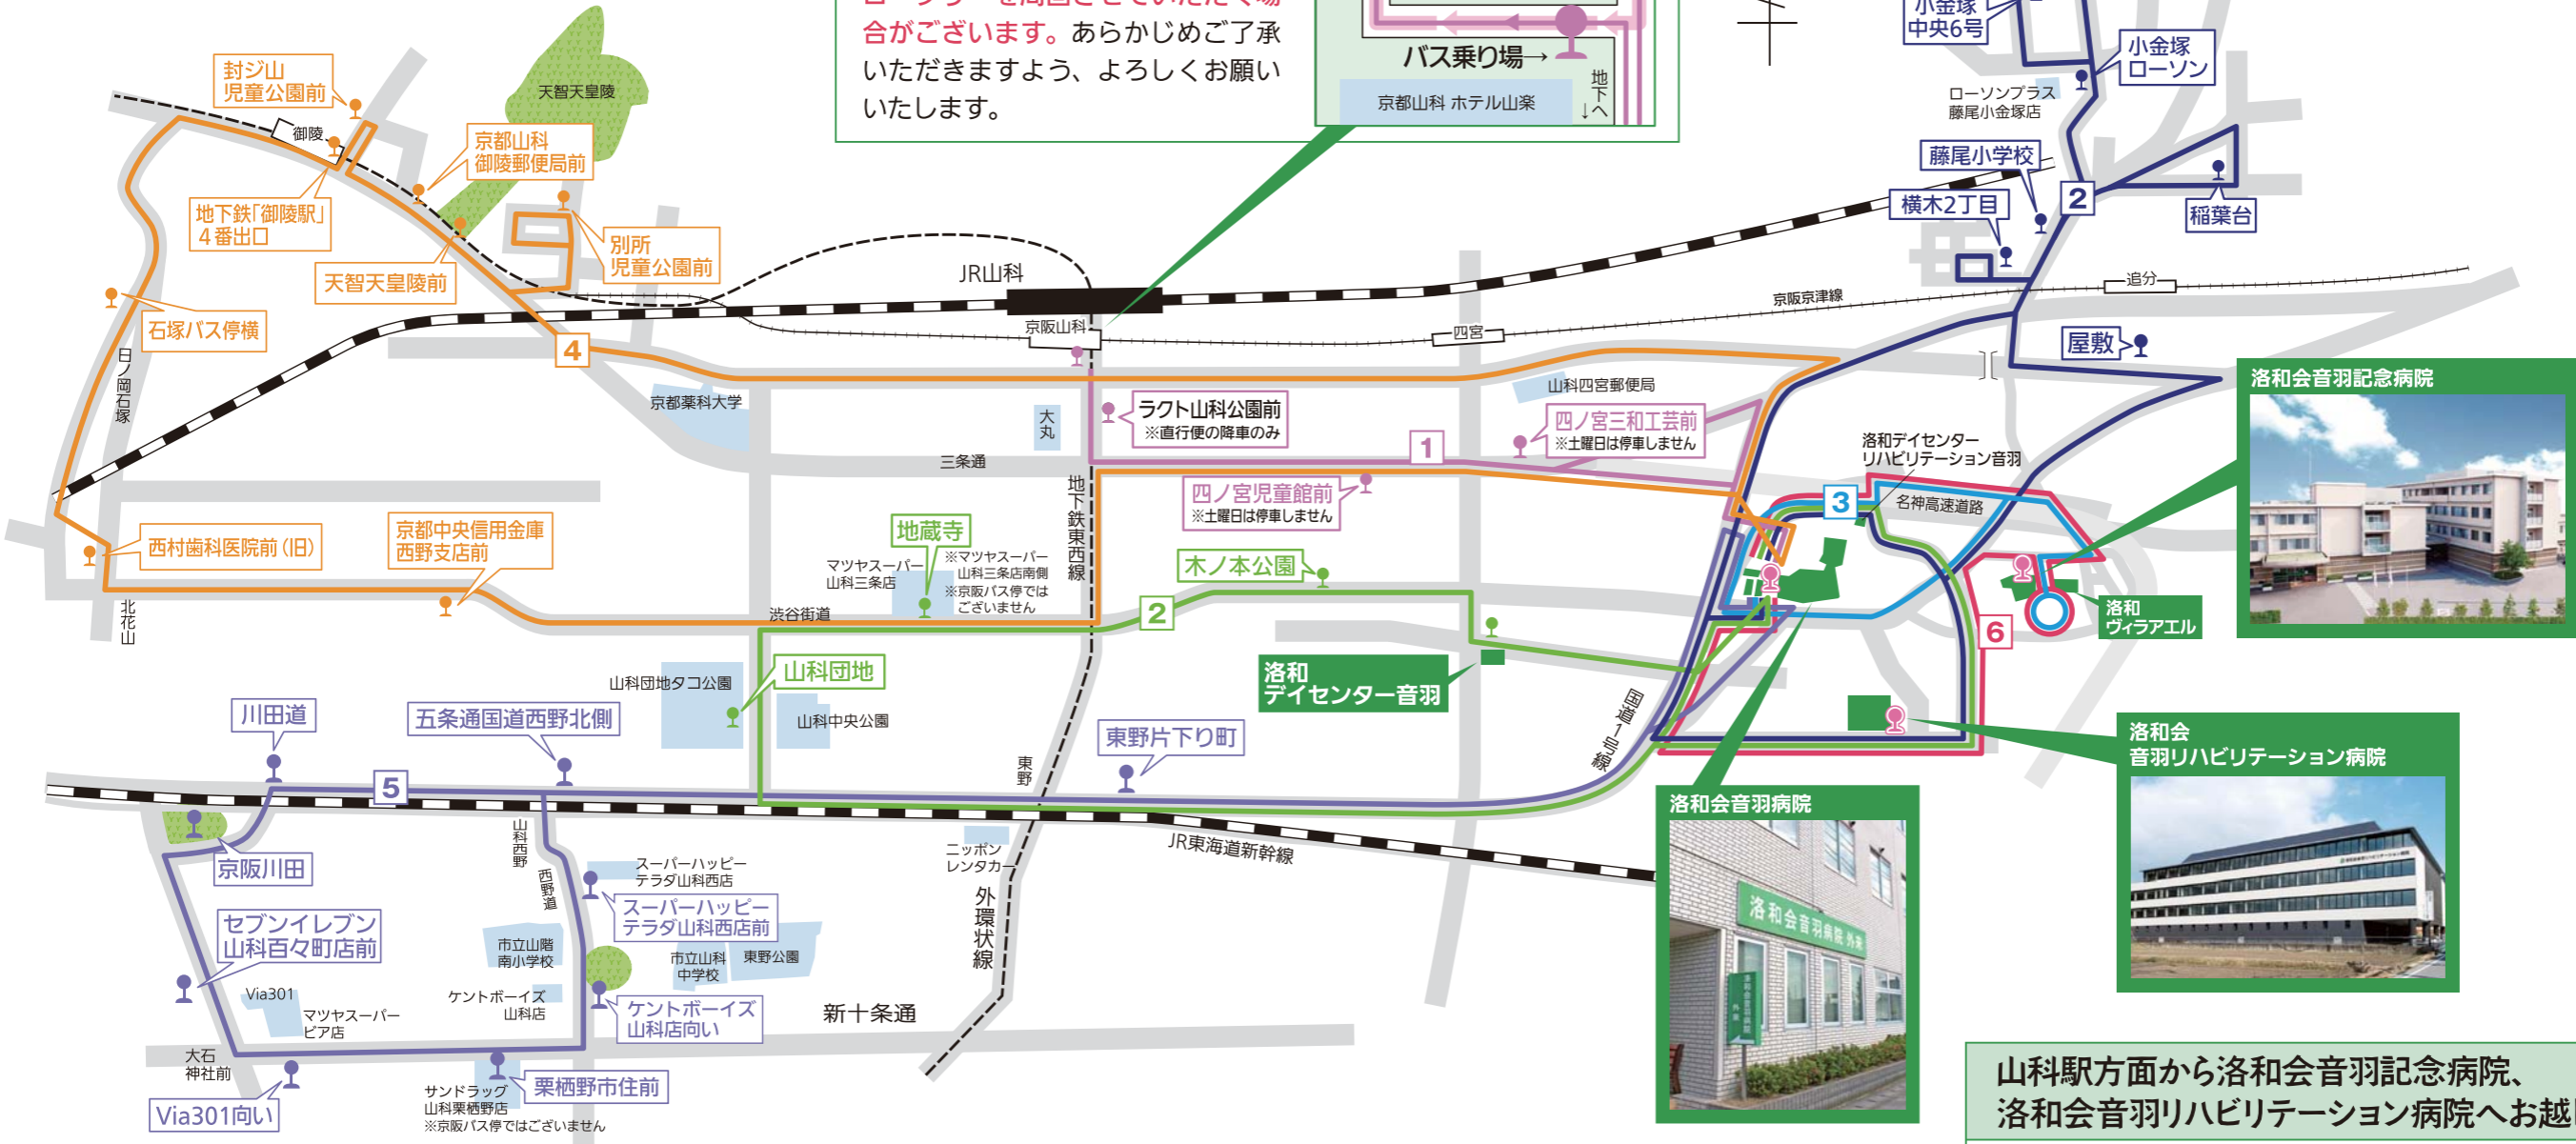 ロータリーを周回させていただく場
合がございます。あらかじめご了承
いただきますよう、よろしくお願い
いたします。
バス乗り場→
地下へ
↓
京都山科 ホテル山楽
小金塚
中央6号
小金塚
ローソン
ローソンプラス
藤尾小金塚店
藤尾小学校
横木2丁目
2
稲葉台
追分
京阪京津線
屋敷
封ジ山
児童公園前
御陵
天智天皇陵
京都山科
御陵郵便局前
地下鉄「御陵駅」
4番出口
天智天皇陵前
別所
児童公園前
石塚バス停横
日ノ岡石塚
4
JR山科
京阪山科
四宮
京都薬科大学
大丸
ラクト山科公園前
※直行便の降車のみ
山科四宮郵便局
四ノ宮三和工芸前
※土曜日は停車しません
1
三条通
地下鉄東西線
四ノ宮児童館前
※土曜日は停車しません
洛和デイセンター
リハビリテーション音羽
3
名神高速道路
洛和会音羽記念病院
西村歯科医院前(旧)
京都中央信用金庫
西野支店前
北花山
地蔵寺
マツヤスーパー
山科三条店
※マツヤスーパー
山科三条店南側
※京阪バス停では
ございません
渋谷街道
木ノ本公園
2
6
洛和
ヴィラアエル
洛和
デイセンター音羽
山科団地タコ公園
山科団地
山科中央公園
国道1号線
洛和会
音羽リハビリテーション病院
洛和会音羽病院
洛和会音羽病院 外来
川田道
五条通国道西野北側
東野片下り町
東野
5
京阪川田
山科西野
西野道
スーパーハッピー
テラダ山科西店
スーパーハッピー
テラダ山科西店前
ニッポン
レンタカー
JR東海道新幹線
外環状線
セブンイレブン
山科百々町店前
市立山階
南小学校
市立山科
中学校
東野公園
Via301
マツヤスーパー
ビア店
ケントボーイズ
山科店
ケントボーイズ
山科店向い
新十条通
大石
神社前
Via301向い
サンドラッグ
山科栗栖野店
※京阪バス停ではございません
栗栖野市住前
山科駅方面から洛和会音羽記念病院、
洛和会音羽リハビリテーション病院へお越